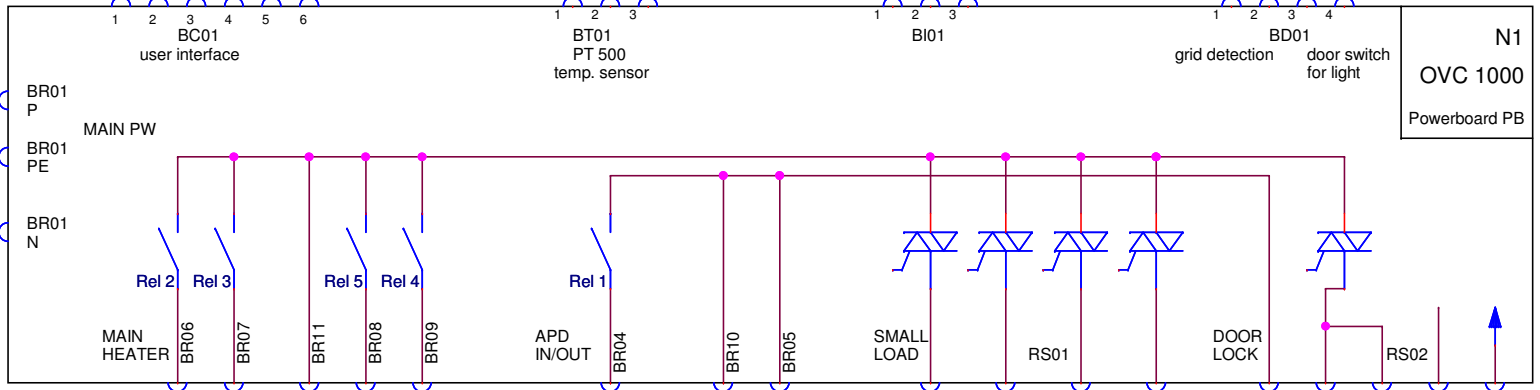 1 2 3 4 5 6
BC01
user interface
1 2 3
BT01
PT 500
temp. sensor
1 2 3
BI01
1 2 3 4
BD01
grid detection
door switch
for light
N1
OVC 1000
Powerboard PB
BR01
P
MAIN PW
BR01
PE
BR01
N
Rel 2
Rel 3
Rel 5
Rel 4
Rel 1
MAIN
HEATER
BR06
BR07
BR11
BR08
BR09
APD
IN/OUT
BR04
BR10
BR05
SMALL
LOAD
RS01
DOOR
LOCK
RS02